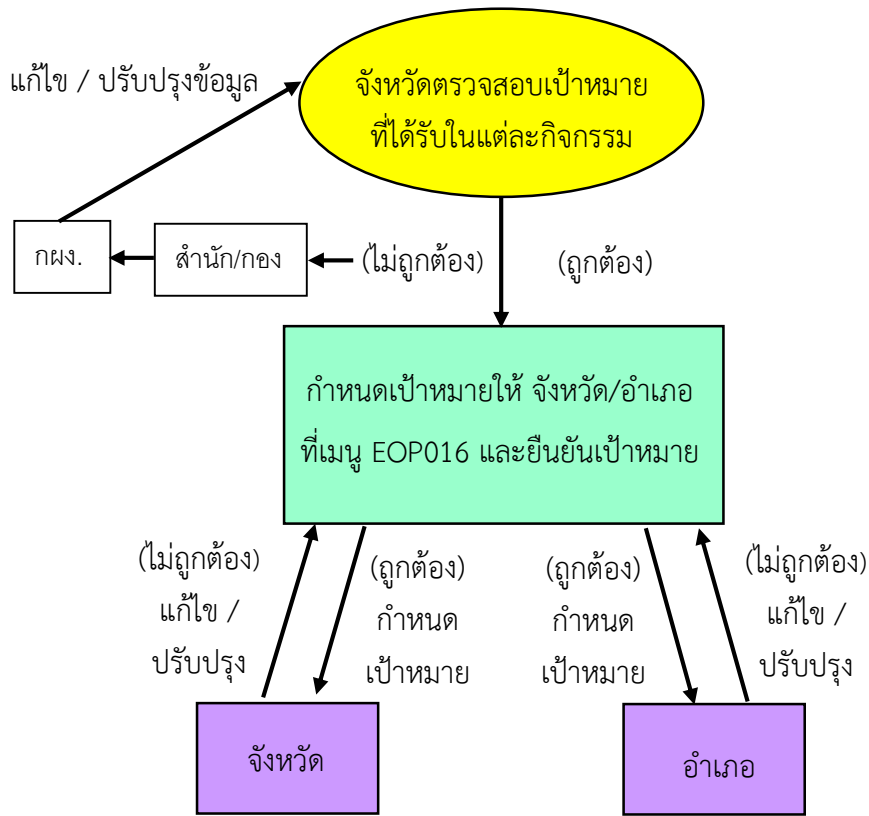 แก้ไข / ปรับปรุงข้อมูล
จังหวัดตรวจสอบเป้าหมาย
ที่ได้รับในแต่ละกิจกรรม
กผง.
สำนัก/กอง
(ไม่ถูกต้อง)
(ถูกต้อง)
กำหนดเป้าหมายให้ จังหวัด/อำเภอ
ที่เมนู EOP016 และยืนยันเป้าหมาย
(ไม่ถูกต้อง)
แก้ไข /
ปรับปรุง
(ถูกต้อง)
กำหนด
เป้าหมาย
(ถูกต้อง)
กำหนด
เป้าหมาย
(ไม่ถูกต้อง)
แก้ไข /
ปรับปรุง
จังหวัด
อำเภอ